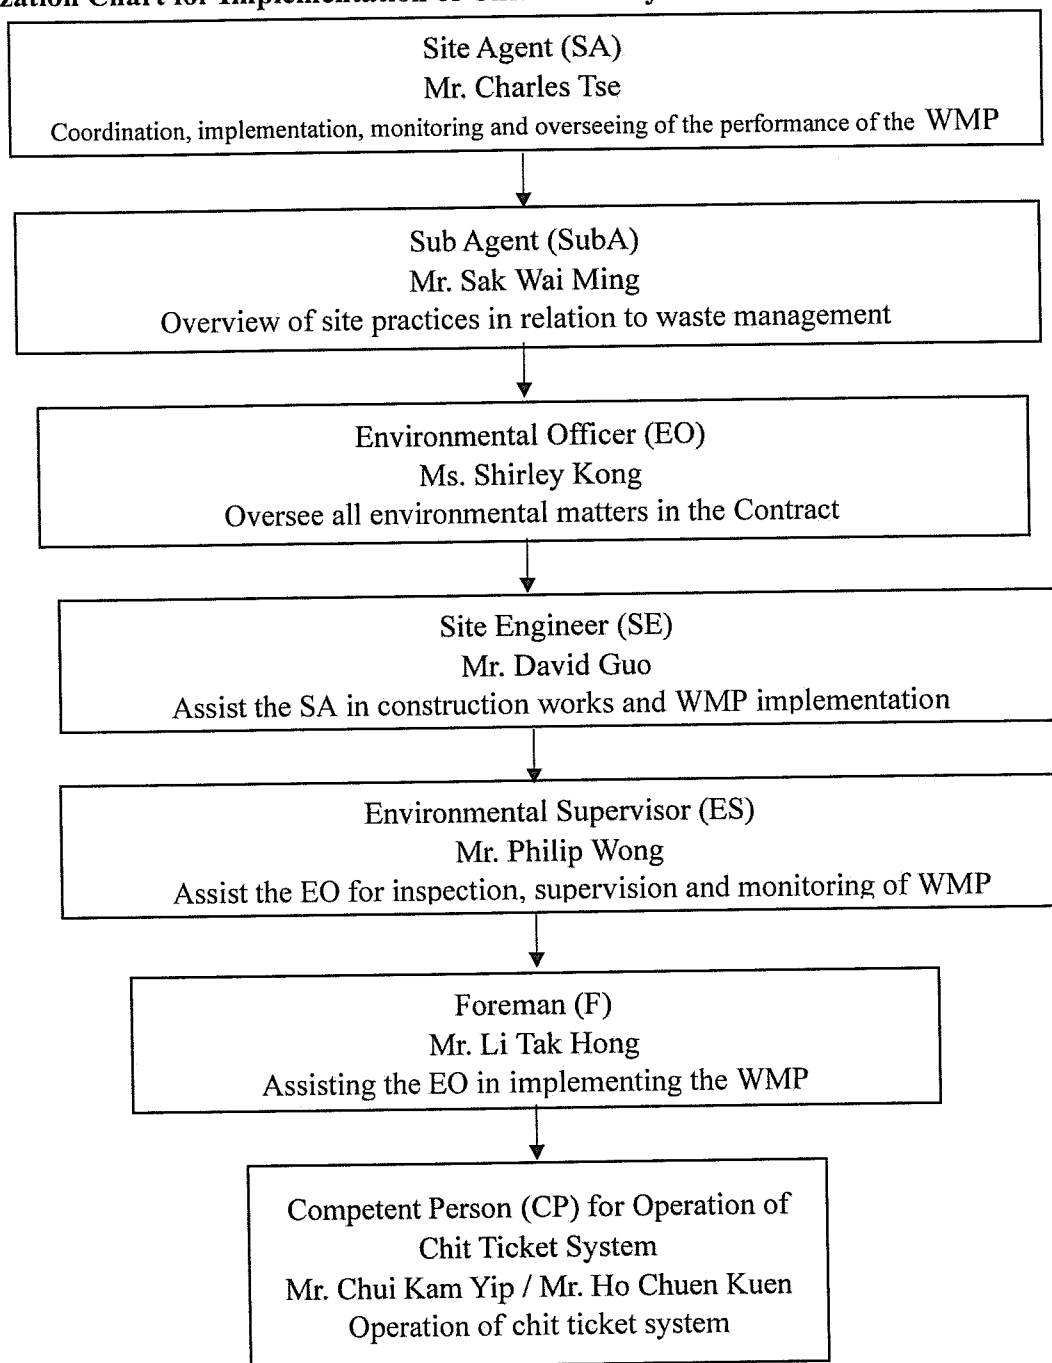 zation Chart for Implementation of
Site Agent (SA)
Mr. Charles Tse
Coordination, implementation, monitoring and overseeing of the performance of the WMP
Sub Agent (SubA)
Mr. Sak Wai Ming
Overview of site practices in relation to waste management
Environmental Officer (EO)
Ms. Shirley Kong
Oversee all environmental matters in the Contract
Site Engineer (SE)
Mr. David Guo
Assist the SA in construction works and WMP implementation
Environmental Supervisor (ES)
Mr. Philip Wong
Assist the EO for inspection, supervision and monitoring of WMP
Foreman (F)
Mr. Li Tak Hong
Assisting the EO in implementing the WMP
Competent Person (CP) for Operation of
Chit Ticket System
Mr. Chui Kam Yip / Mr. Ho Chuen Kuen
Operation of chit ticket system